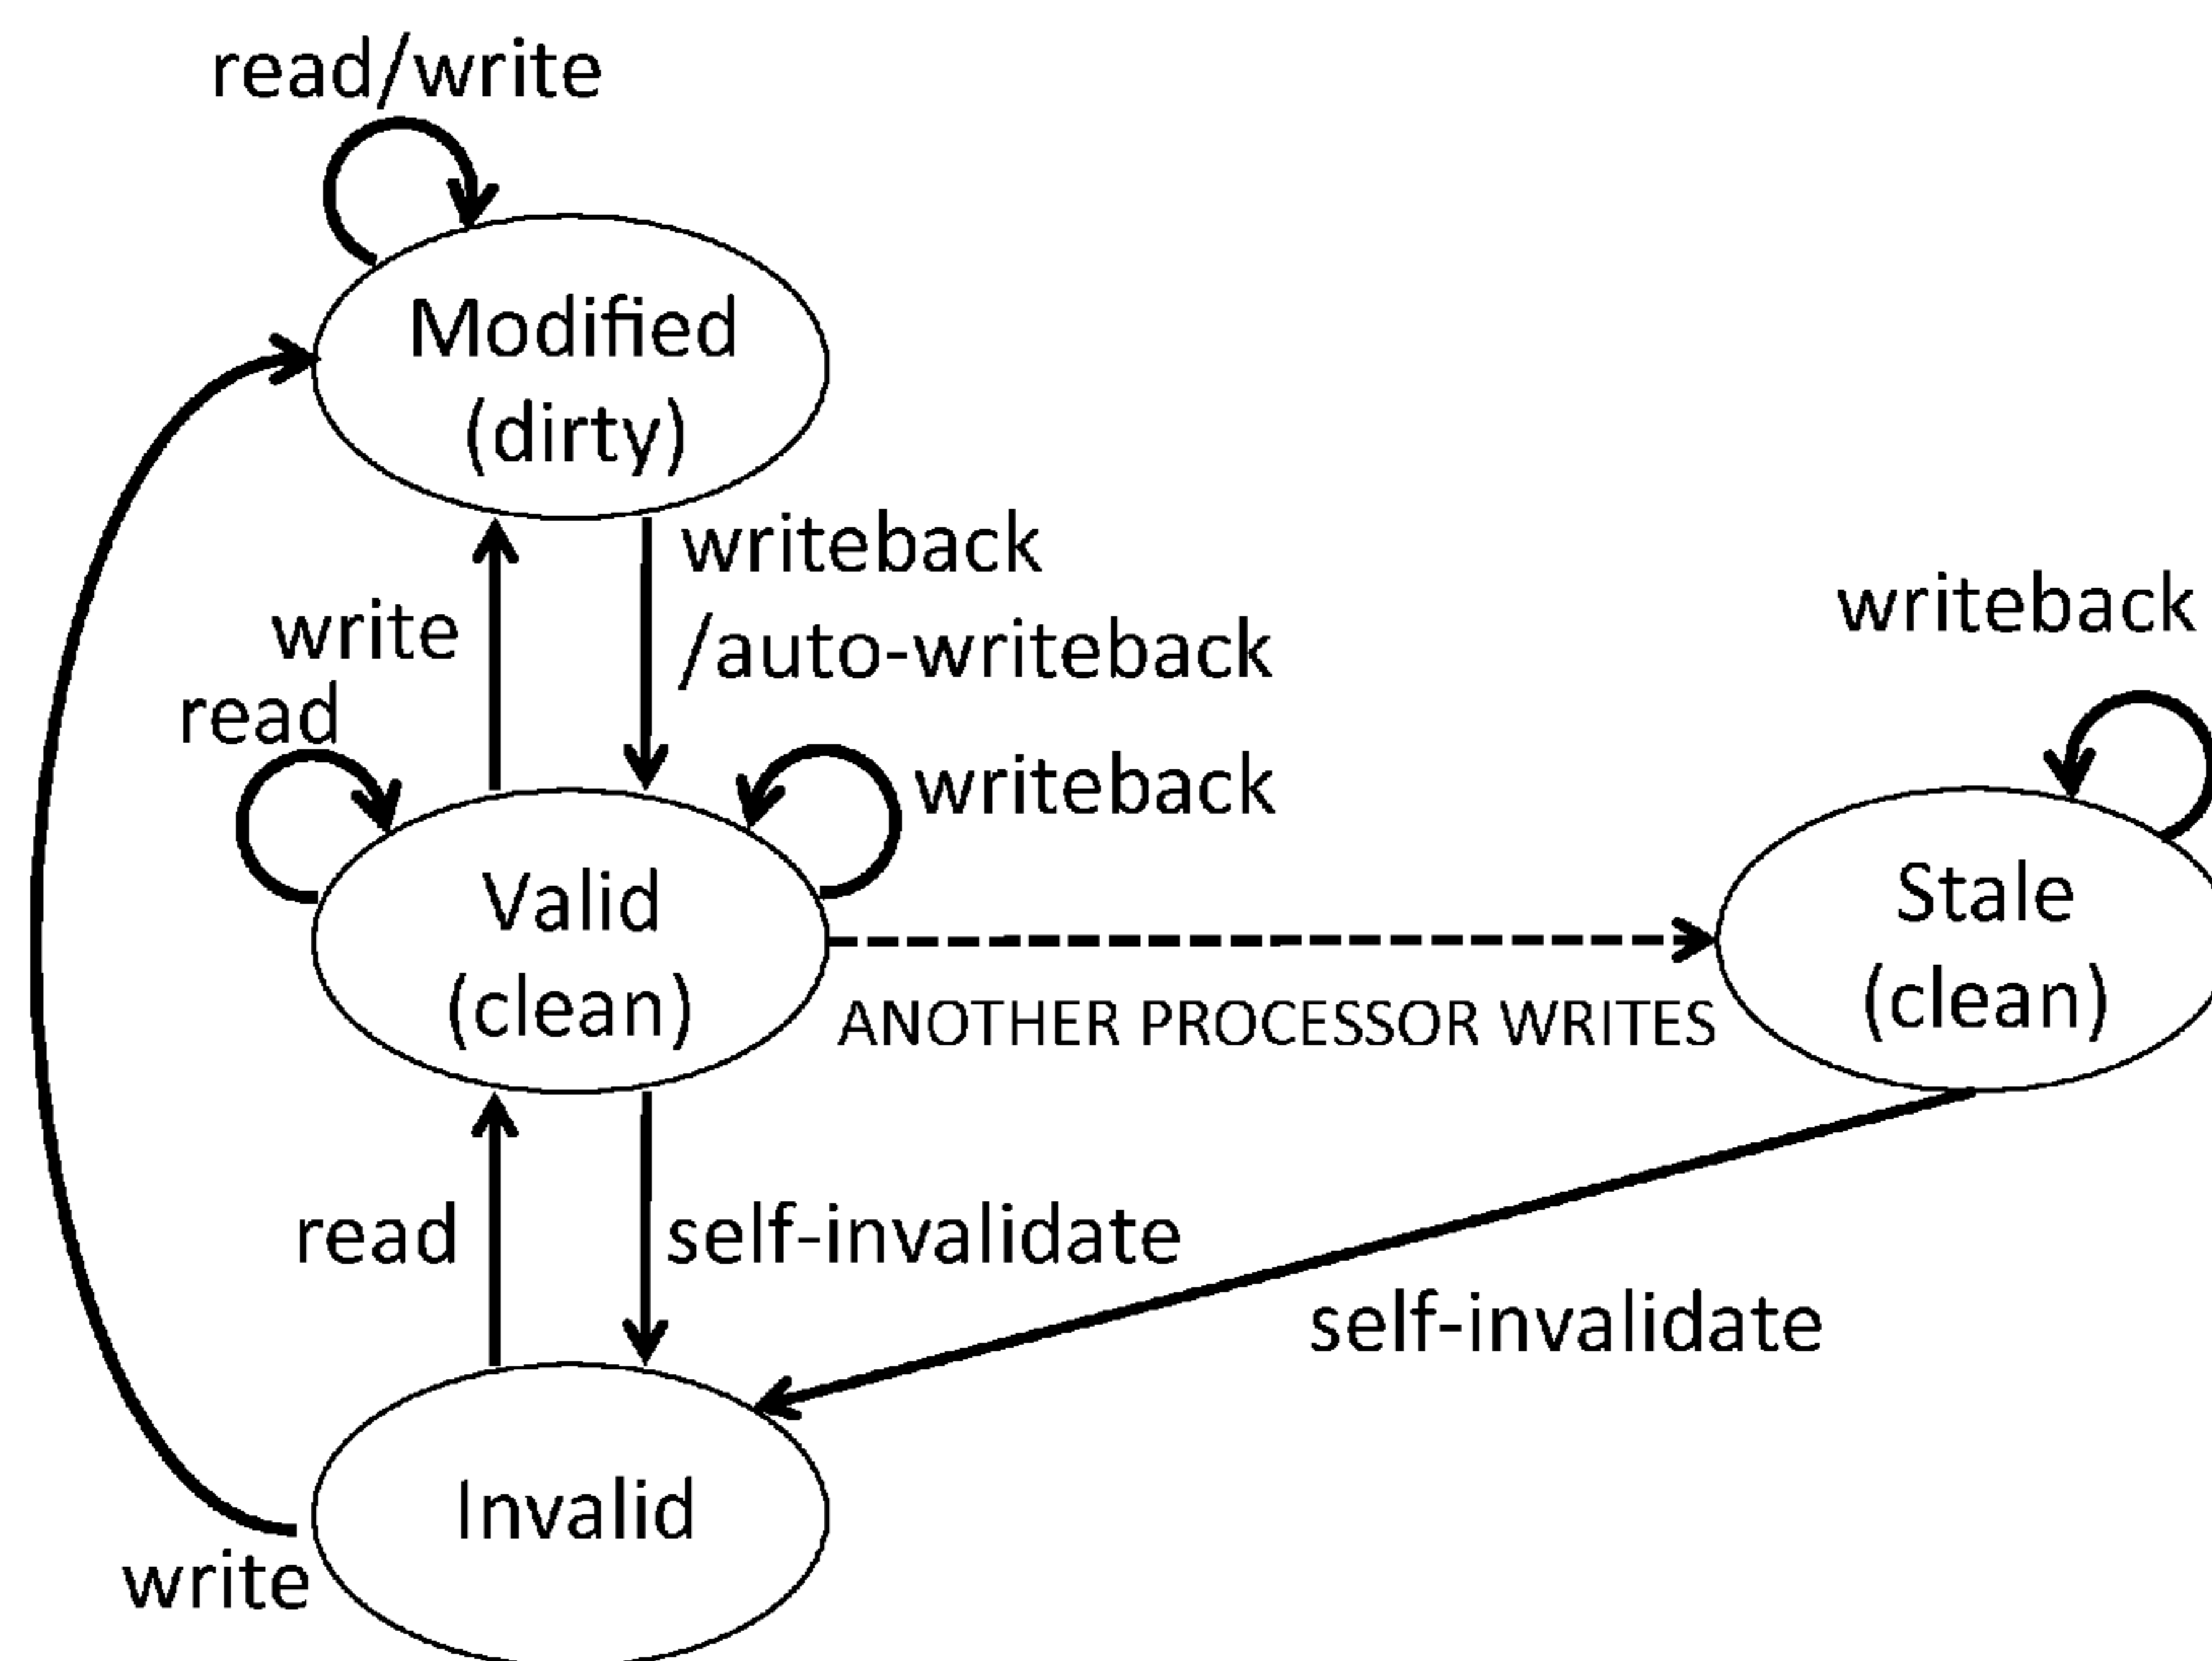 read/write
Modified
(dirty)
writeback
/auto-writeback
write
read
writeback
writeback
Valid
(clean)
Stale
(clean)
ANOTHER PROCESSOR WRITES
read
self-invalidate
self-invalidate
Invalid
write